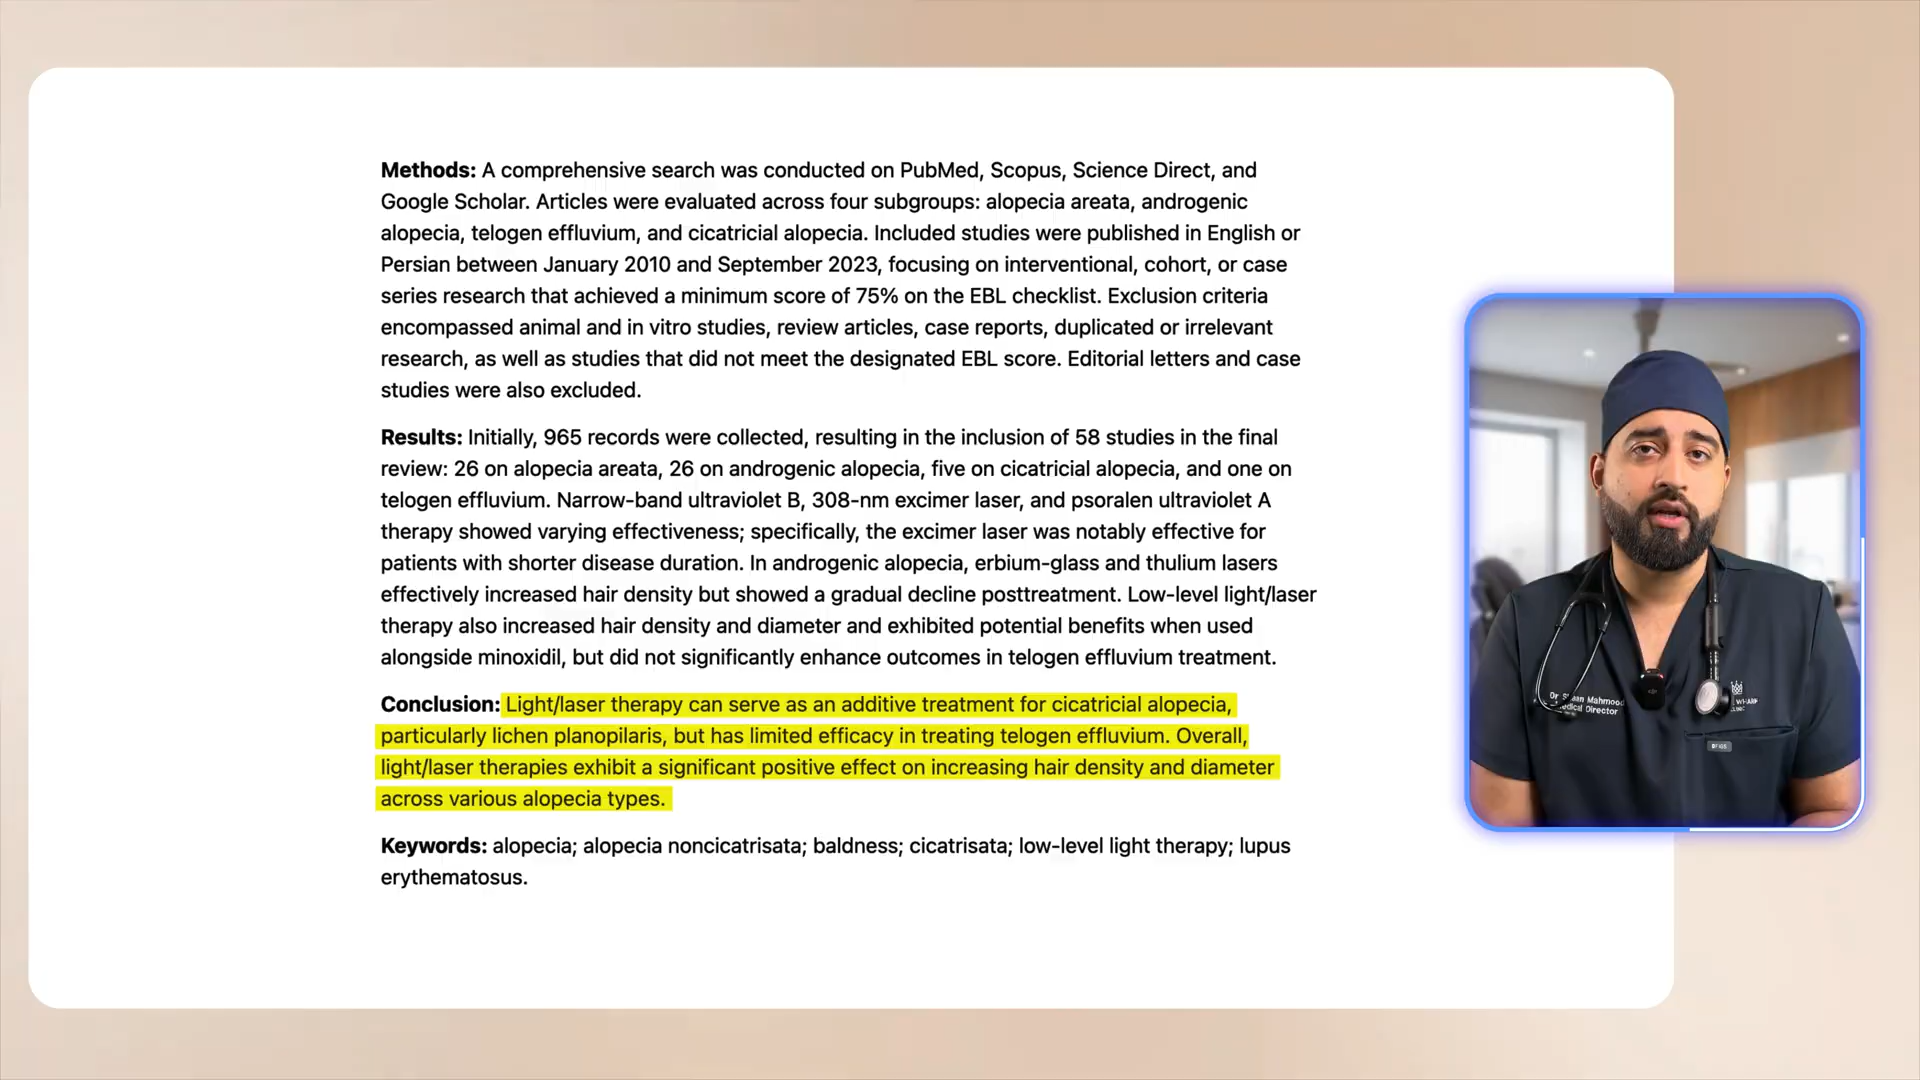 Methods: A comprehensive search was conducted on PubMed, Scopus, Science Direct, and
Google Scholar. Articles were evaluated across four subgroups: alopecia areata, androgenic
alopecia, telogen effluvium, and cicatricial alopecia. Included studies were published in English or
Persian between January 2010 and September 2023, focusing on interventional, cohort, or case
series research that achieved a minimum score of 75% on the EBL checklist. Exclusion criteria
encompassed animal and in vitro studies, review articles, case reports, duplicated or irrelevant
research, as well as studies that did not meet the designated EBL score. Editorial letters and case
studies were also excluded.
Results: Initially, 965 records were collected, resulting in the inclusion of 58 studies in the final
review: 26 on alopecia areata, 26 on androgenic alopecia, five on cicatricial alopecia, and one on
telogen effluvium. Narrow-band ultraviolet B, 308-nm excimer laser, and psoralen ultraviolet A
therapy showed varying effectiveness; specifically, the excimer laser was notably effective for
patients with shorter disease duration. In androgenic alopecia, erbium-glass and thulium lasers
effectively increased hair density but showed a gradual decline posttreatment. Low-level light/laser
therapy also increased hair density and diameter and exhibited potential benefits when used
alongside minoxidil, but did not significantly enhance outcomes in telogen effluvium treatment.
Conclusion: Light/laser therapy can serve as an additive treatment for cicatricial alopecia,
particularly lichen planopilaris, but has limited efficacy in treating telogen effluvium. Overall,
light/laser therapies exhibit a significant positive effect on increasing hair density and diameter
across various alopecia types.
Keywords: alopecia; alopecia noncicatrisata; baldness; cicatrisata; low-level light therapy; lupus
erythematosus.
Mahmood
Director